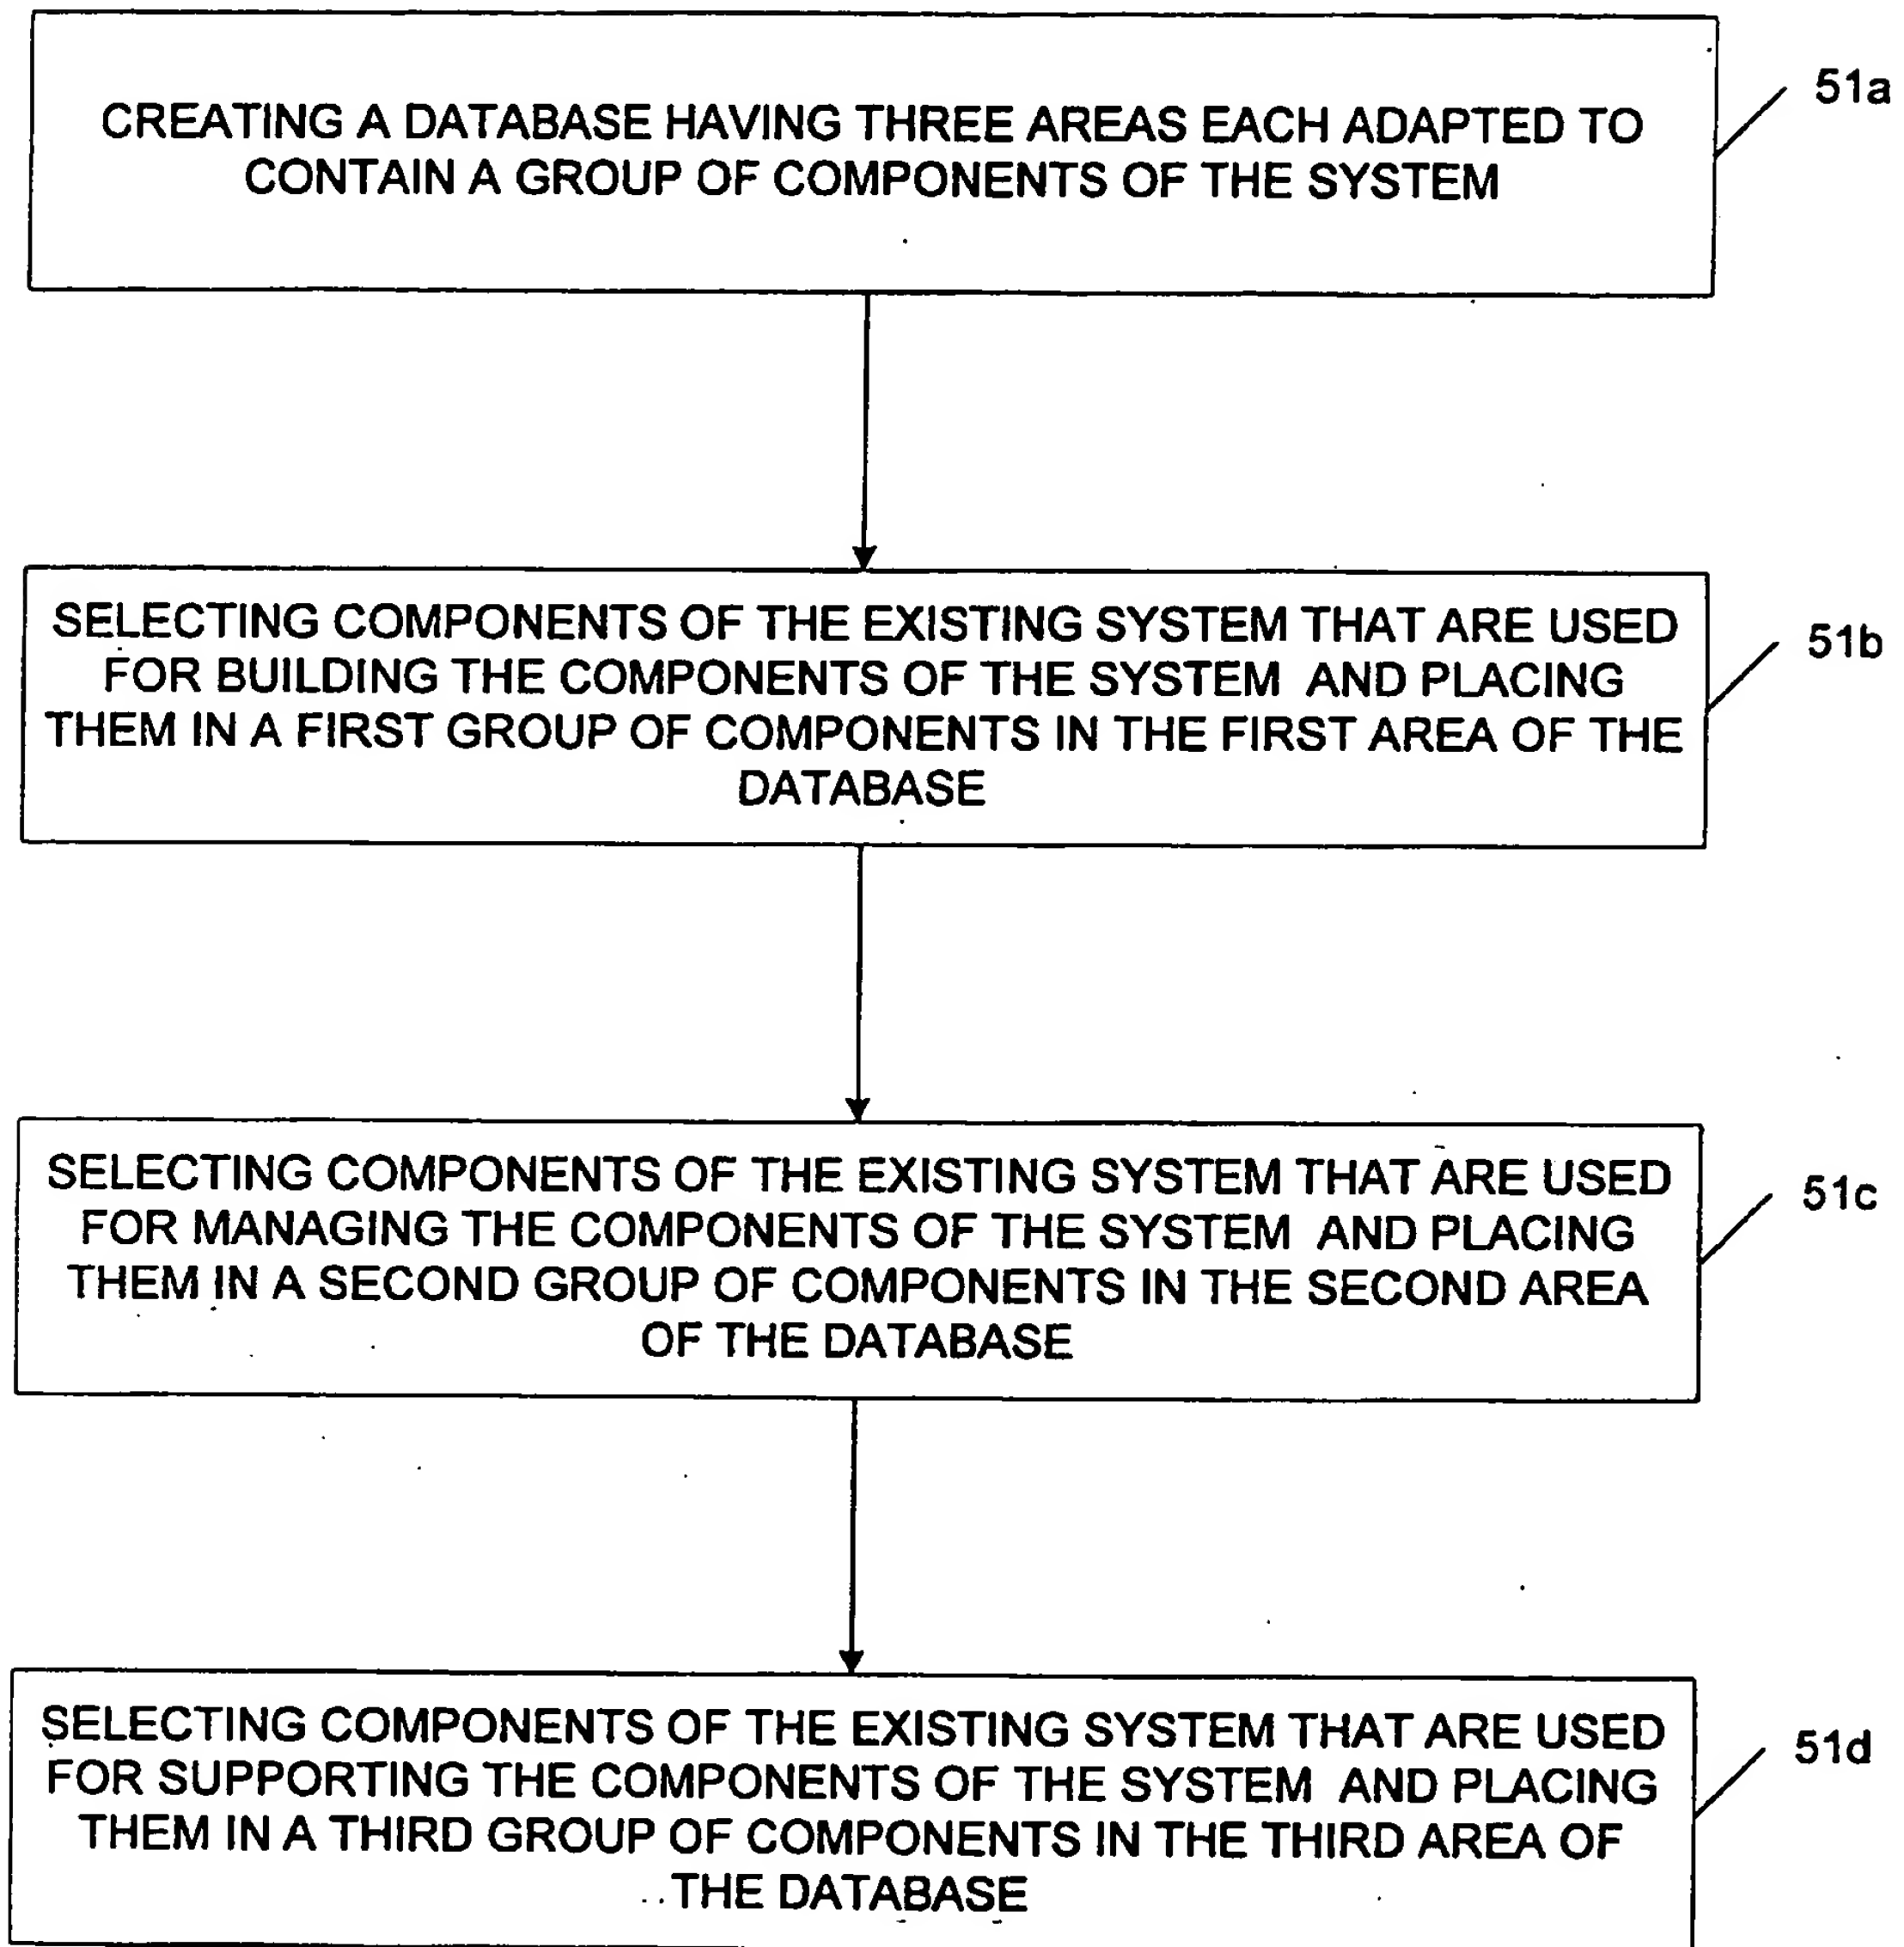 CREATING A DATABASE HAVING THREE AREAS EACH ADAPTED TO
CONTAIN A GROUP OF COMPONENTS OF THE SYSTEM
51a
SELECTING COMPONENTS OF THE EXISTING SYSTEM THAT ARE USED
FOR BUILDING THE COMPONENTS OF THE SYSTEM AND PLACING
THEM IN A FIRST GROUP OF COMPONENTS IN THE FIRST AREA OF THE
DATABASE
51b
SELECTING COMPONENTS OF THE EXISTING SYSTEM THAT ARE USED
FOR MANAGING THE COMPONENTS OF THE SYSTEM AND PLACING
THEM IN A SECOND GROUP OF COMPONENTS IN THE SECOND AREA
OF THE DATABASE
51c
SELECTING COMPONENTS OF THE EXISTING SYSTEM THAT ARE USED
FOR SUPPORTING THE COMPONENTS OF THE SYSTEM AND PLACING
THEM IN A THIRD GROUP OF COMPONENTS IN THE THIRD AREA OF
THE DATABASE
51d